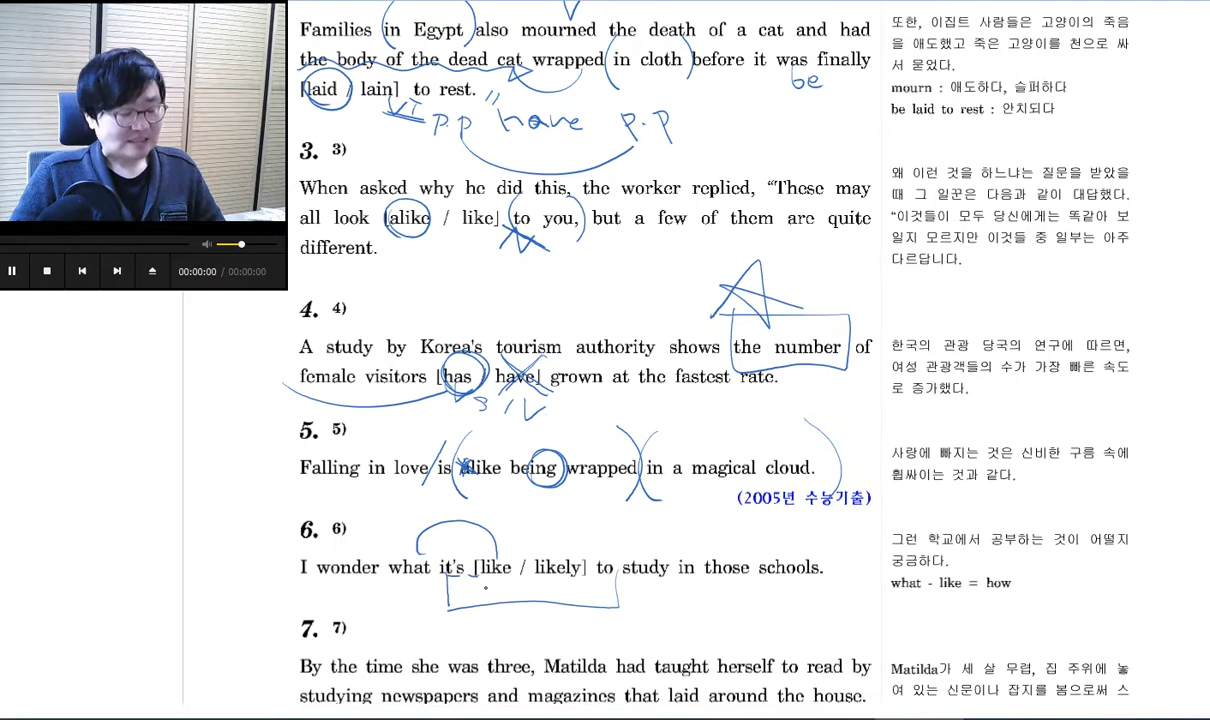 Families in Egypt also mourned the death of a cat and had
the body of the dead cat wrapped in cloth before it was finally
be
[laid / lain] to rest.
VT p.p " have p.p
3. 3)
When asked why he did this, the worker replied, “These may
all look [alike / like] to you, but a few of them are quite
different.
4. 4)
A study by Korea's tourism authority shows the number of
female visitors [has / have] grown at the fastest rate.
5. 5)
Falling in love is alike being wrapped in a magical cloud.
(2005년 수능기출)
6. 6)
I wonder what it's [like / likely] to study in those schools.
7. 7)
By the time she was three, Matilda had taught herself to read by
studying newspapers and magazines that laid around the house.
또한, 이집트 사람들은 고양이의 죽음
을 애도했고 죽은 고양이를 천으로 싸
서 묻었다.
mourn : 애도하다, 슬퍼하다
be laid to rest : 안치되다
왜 이런 것을 하느냐는 질문을 받았을
때 그 일꾼은 다음과 같이 대답했다.
“이것들이 모두 당신에게는 똑같아 보
일지 모르지만 이것들 중 일부는 아주
다르답니다.
한국의 관광 당국의 연구에 따르면,
여성 관광객들의 수가 가장 빠른 속도
로 증가했다.
사랑에 빠지는 것은 신비한 구름 속에
휩싸이는 것과 같다.
그런 학교에서 공부하는 것이 어떨지
궁금하다.
what - like = how
Matilda가 세 살 무렵, 집 주위에 놓
여 있는 신문이나 잡지를 봄으로써 스
00:00:00 / 00:00:00